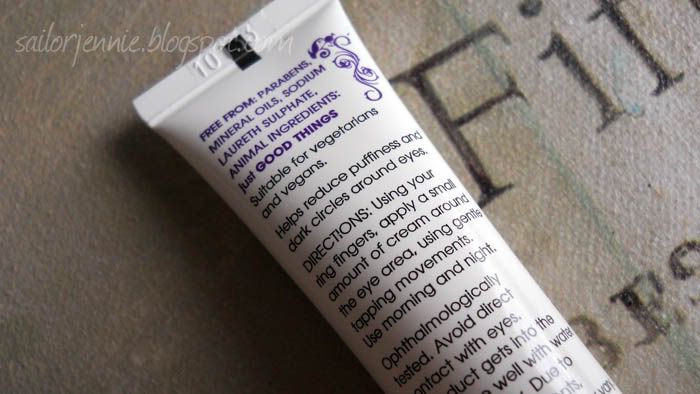 sailorjennie.blogspot.com
10
FREE FROM: PARABENS,
MINERAL OILS, SODIUM
LAURETH SULPHATE,
ANIMAL INGREDIENTS:
just GOOD THINGS
Suitable for vegetarians
and vegans.
Helps reduce puffiness and
dark circles around eyes.
DIRECTIONS: Using your
ring fingers, apply a small
amount of cream around
the eye area, using gentle
tapping movements.
Use morning and night.
Ophthalmologically
tested. Avoid direct
contact with eyes.
duct gets into the
well with water
Due to